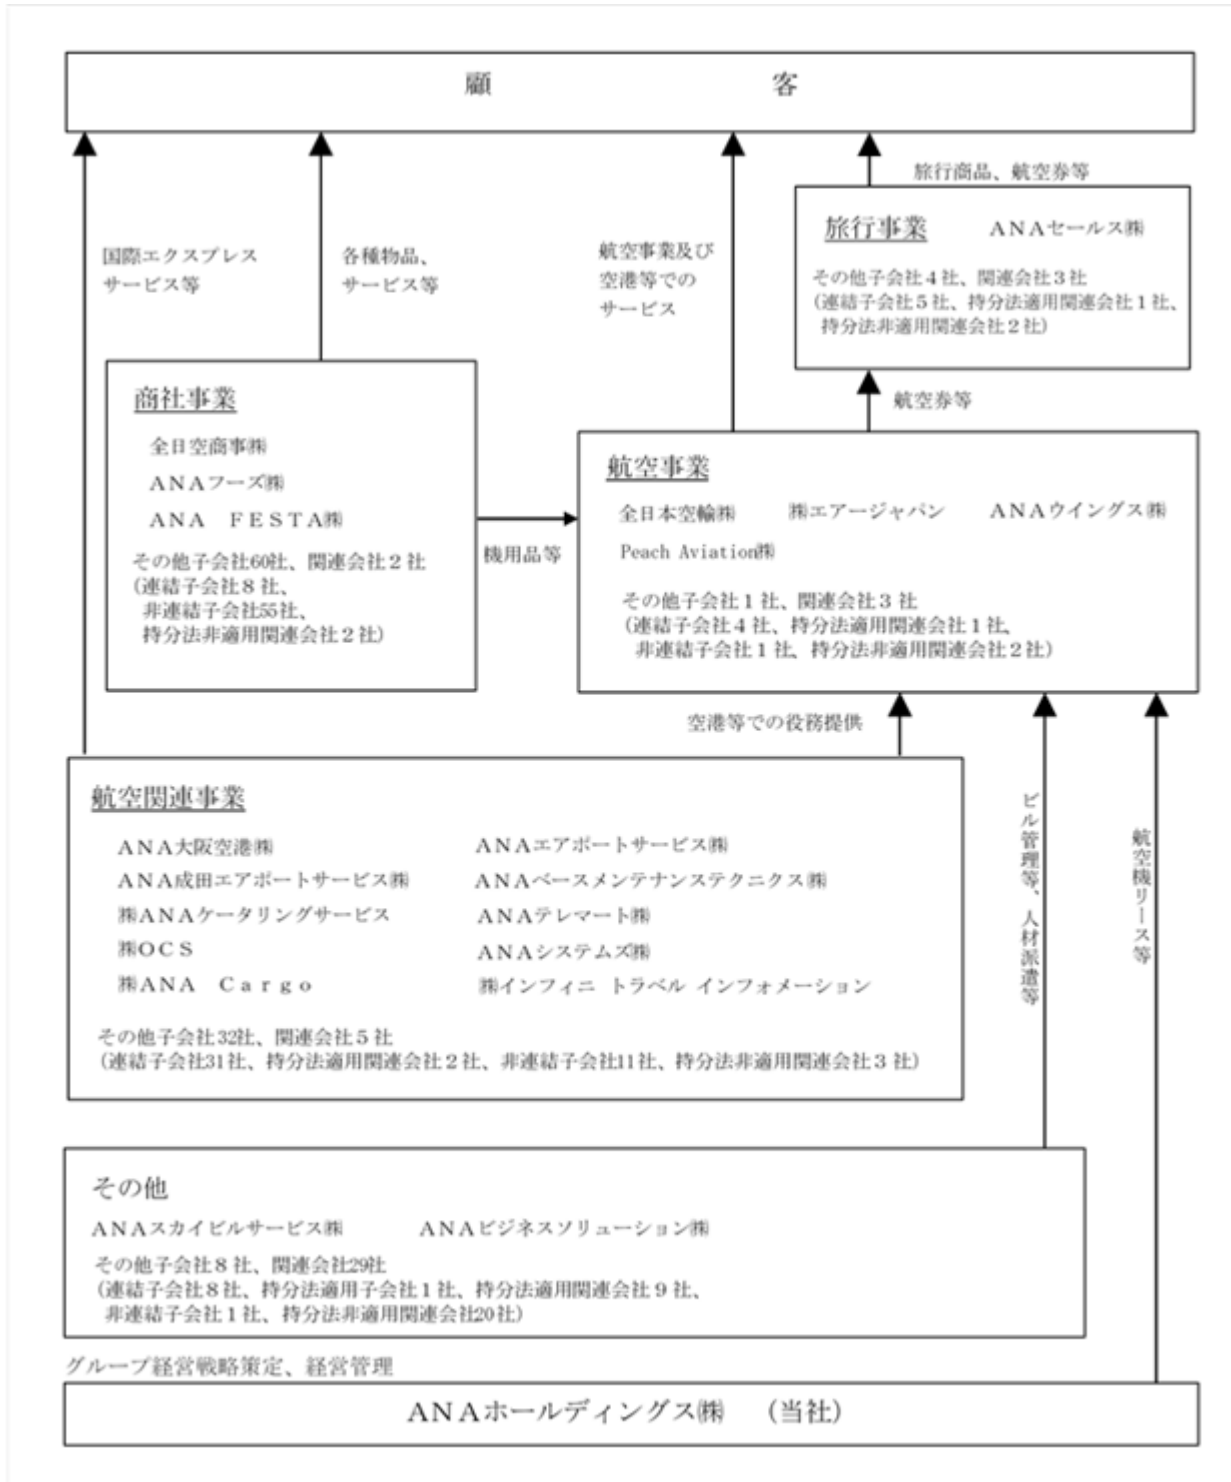 顧　　　　　客
旅行商品、航空券等
国際エクスプレス
サービス等
各種物品、
サービス等
航空事業及び
空港等での
サービス
旅行事業　ＡＮＡセールス㈱
その他子会社４社、関連会社３社
(連結子会社５社、持分法適用関連会社１社、
持分法非適用関連会社２社)
航空券等
商社事業
全日空商事㈱
ＡＮＡフーズ㈱
ＡＮＡ　ＦＥＳＴＡ㈱
その他子会社60社、関連会社２社
(連結子会社８社、
非連結子会社55社、
持分法非適用関連会社２社)
機用品等
航空事業
全日本空輸㈱　㈱エアージャパン　ＡＮＡウイングス㈱
Peach Aviation㈱
その他子会社１社、関連会社３社
(連結子会社４社、持分法適用関連会社１社、
非連結子会社１社、持分法非適用関連会社２社)
空港等での役務提供
ビル管理等、人材派遣等
航空機リース等
航空関連事業
ＡＮＡ大阪空港㈱　ＡＮＡエアポートサービス㈱
ＡＮＡ成田エアポートサービス㈱　ＡＮＡベースメンテナンステクニクス㈱
㈱ＡＮＡケータリングサービス　ＡＮＡテレマート㈱
㈱ＯＣＳ　ＡＮＡシステムズ㈱
㈱ＡＮＡ　Ｃａｒｇｏ　㈱インフィニ トラベル インフォメーション
その他子会社32社、関連会社５社
(連結子会社31社、持分法適用関連会社２社、非連結子会社11社、持分法非適用関連会社３社)
その他
ＡＮＡスカイビルサービス㈱　ＡＮＡビジネスソリューション㈱
その他子会社８社、関連会社29社
(連結子会社８社、持分法適用子会社１社、持分法適用関連会社９社、
非連結子会社１社、持分法非適用関連会社20社)
グループ経営戦略策定、経営管理
ＡＮＡホールディングス㈱　(当社)